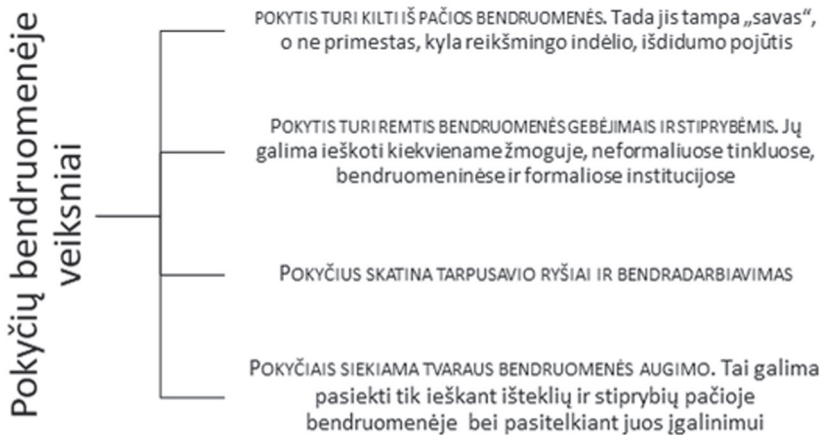 Pokyčių bendruomenėje
veiksniai
POKYTIS TURI KILTI IŠ PAČIOS BENDRUOMENĖS. Tada jis tampa „savas“,
o ne primestas, kyla reikšmingo indėlio, išdidumo pojūtis
POKYTIS TURI REMTIS BENDRUOMENĖS GEBĖJIMAIS IR STIPRYBĖMIS. Jų
galima ieškoti kiekviename žmoguje, neformaliuose tinkluose,
bendruomeninėse ir formaliose institucijose
POKYČIUS SKATINA TARPUSAVIO RYŠIAI IR BENDRADARBIAVIMAS
POKYČIAIS SIEKIAMA TVARAUS BENDRUOMENĖS AUGIMO. Tai galima
pasiekti tik ieškant išteklių ir stiprybių pačioje
bendruomenėje bei pasitelkiant juos įgalinimui